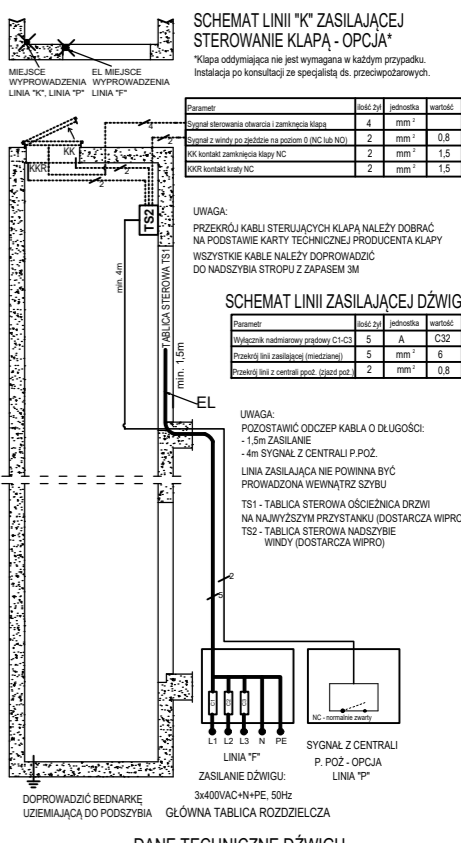 SCHEMAT LINII "K" ZASILAJĄCEJ
STEROWANIE KLAPĄ - OPCJA*
*Klapa oddymiająca nie jest wymagana w każdym przypadku.
Instalacja po konsultacji ze specjalistą ds. przeciwpożarowych.
MIEJSCE
WYPROWADZENIA
LINIA "K", LINIA "P"
EL MIEJSCE
WYPROWADZENIA
LINIA "F"
Parametr ilość żył jednostka wartość
Sygnał sterowania otwarcia i zamknięcia klapą 4 mm²
Sygnał z windy po zjeździe na poziom 0 (NC lub NO) 2 mm² 0,8
KK kontakt zamknięcia klapy NC 2 mm² 1,5
KKR kontakt kraty NC 2 mm² 1,5
4
2
KK
KKR
2
2
TS2
UWAGA:
PRZEKRÓJ KABLI STERUJĄCYCH KLAPĄ NALEŻY DOBRAĆ
NA PODSTAWIE KARTY TECHNICZNEJ PRODUCENTA KLAPY
WSZYSTKIE KABLE NALEŻY DOPROWADZIĆ
DO NADSZYBIA STROPU Z ZAPASEM 3M
min. 4m
TABLICA STEROWA TS1
min. 1,5m
EL
SCHEMAT LINII ZASILAJĄCEJ DŹWIG
Parametr ilość żył jednostka wartość
Wyłącznik nadmiarowy prądowy C1-C3 5 A C32
Przekrój linii zasilającej (miedzianej) 5 mm² 6
Przekrój linii z centrali ppoż. (zjazd poż.) 2 mm² 0,8
UWAGA:
POZOSTAWIĆ ODCZEP KABLA O DŁUGOŚCI:
- 1,5m ZASILANIE
- 4m SYGNAŁ Z CENTRALI P.POŻ.
LINIA ZASILAJĄCA NIE POWINNA BYĆ
PROWADZONA WEWNĄTRZ SZYBU
TS1 - TABLICA STEROWA OŚCIEŻNICA DRZWI
NA NAJWYŻSZYM PRZYSTANKU (DOSTARCZA WIPRO
TS2 - TABLICA STEROWA NADSZYBIE
WINDY (DOSTARCZA WIPRO)
2
5
C1 C2 C3
L1 L2 L3 N PE
LINIA "F"
ZASILANIE DŹWIGU:
3x400VAC+N+PE, 50Hz
GŁÓWNA TABLICA ROZDZIELCZA
NC - normalnie zwarty
SYGNAŁ Z CENTRALI
P. POŻ - OPCJA
LINIA "P"
DOPROWADZIĆ BEDNARKĘ
UZIEMIAJĄCĄ DO PODSZYBIA
DANE TECHNICZNE DŹWIGU